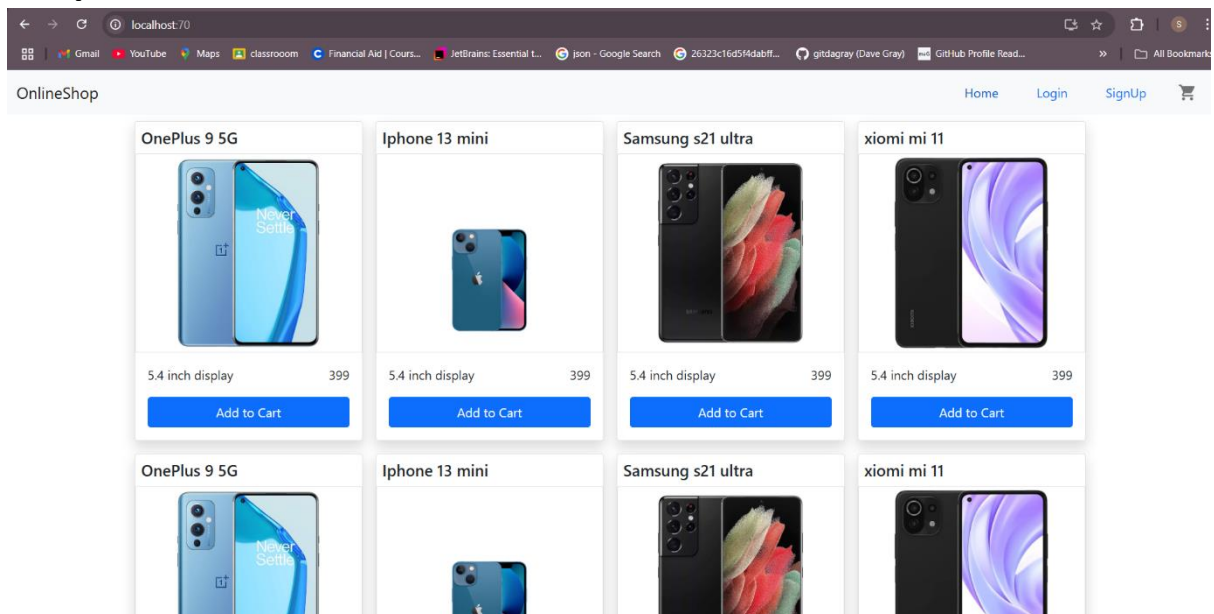 localhost:70
Gmail YouTube Maps classrooom Financial Aid | Cours... JetBrains: Essential t... json - Google Search 26323c16d5f4dabff... gitdagray (Dave Gray) GitHub Profile Read... » All Bookmarks
OnlineShop Home Login SignUp
OnePlus 9 5G Iphone 13 mini Samsung s21 ultra xiomi mi 11
Never
Settle
5.4 inch display 399 5.4 inch display 399 5.4 inch display 399 5.4 inch display 399
Add to Cart Add to Cart Add to Cart Add to Cart
OnePlus 9 5G Iphone 13 mini Samsung s21 ultra xiomi mi 11
Never
Settle